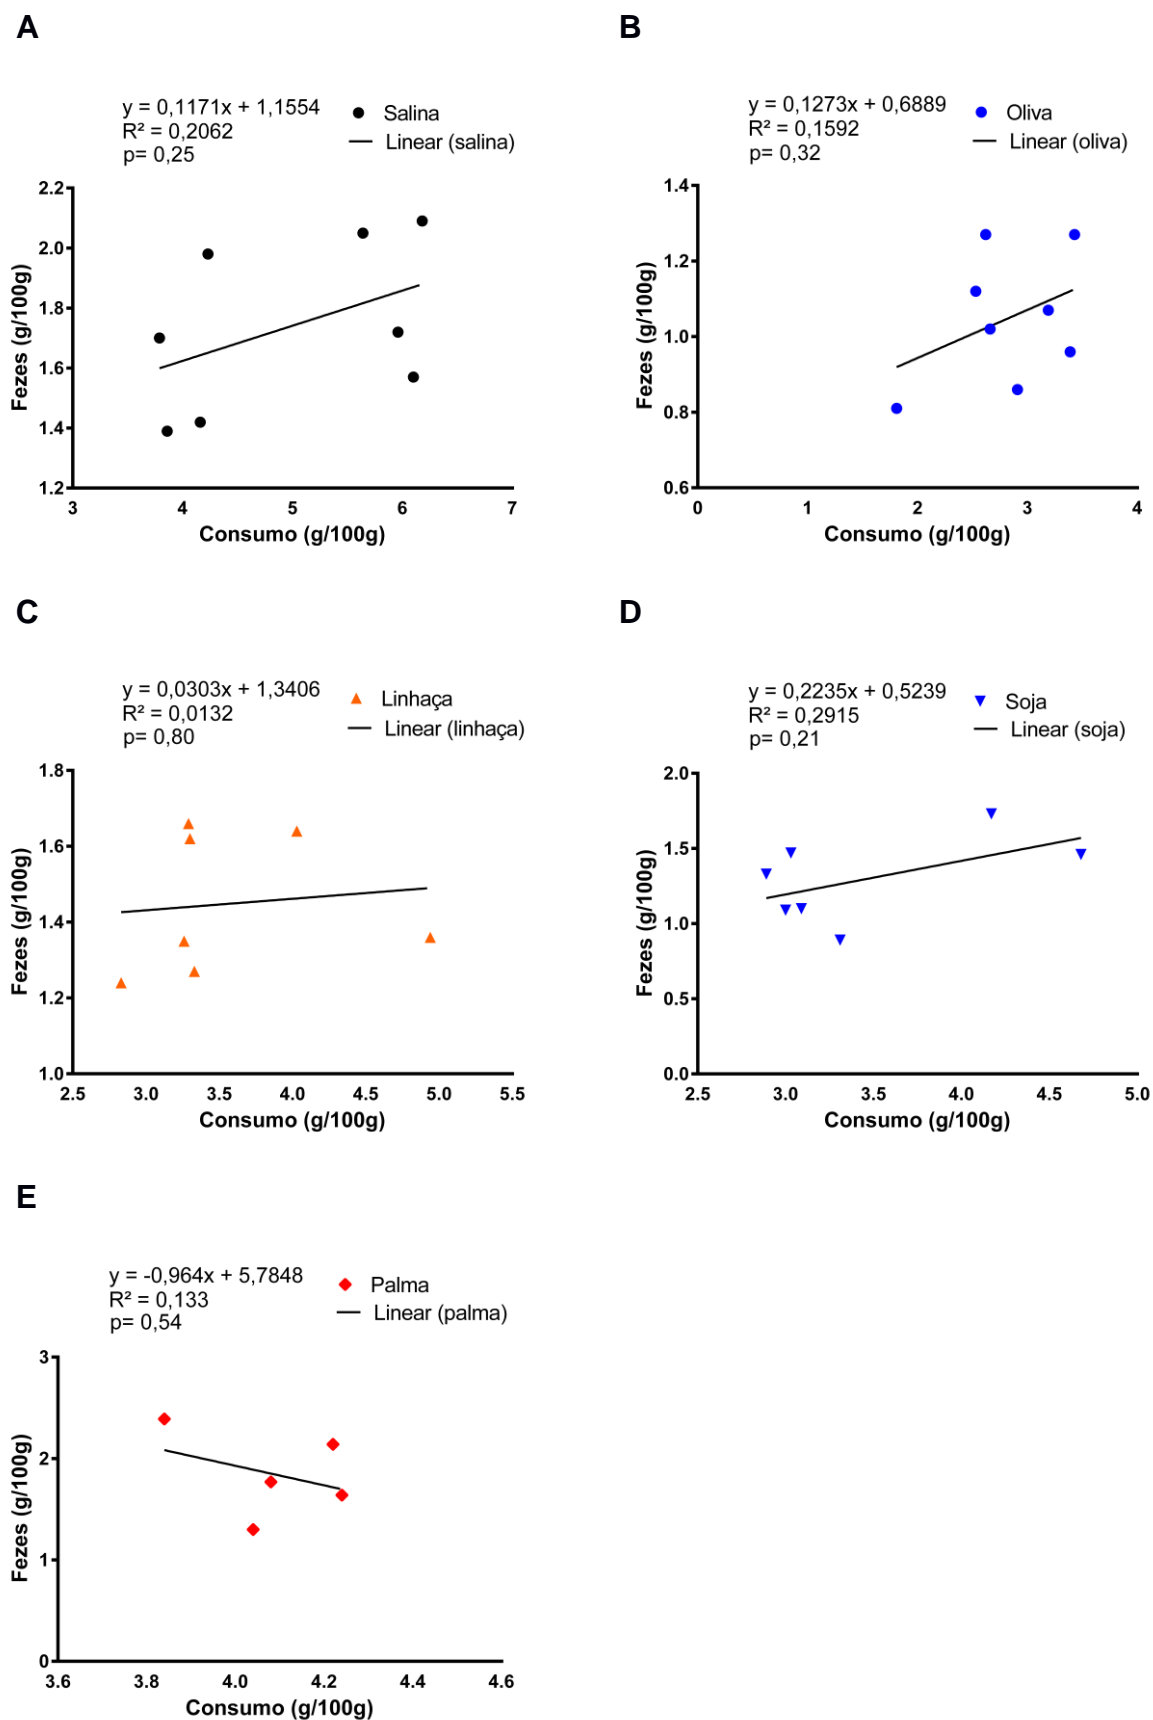 A
y = 0,1171x + 1,1554
R² = 0,2062
p= 0,25
Salina
Linear (salina)
2.2
2.0
1.8
1.6
1.4
1.2
Fezes (g/100g)
3 4 5 6 7
Consumo (g/100g)
B
y = 0,1273x + 0,6889
R² = 0,1592
p= 0,32
Oliva
Linear (oliva)
1.4
1.2
1.0
0.8
0.6
Fezes (g/100g)
0 1 2 3 4
Consumo (g/100g)
C
y = 0,0303x + 1,3406
R² = 0,0132
p= 0,80
Linhaça
Linear (linhaça)
1.8
1.6
1.4
1.2
1.0
Fezes (g/100g)
2.5 3.0 3.5 4.0 4.5 5.0 5.5
Consumo (g/100g)
D
y = 0,2235x + 0,5239
R² = 0,2915
p= 0,21
Soja
Linear (soja)
2.0
1.5
1.0
0.5
0.0
Fezes (g/100g)
2.5 3.0 3.5 4.0 4.5 5.0
Consumo (g/100g)
E
y = -0,964x + 5,7848
R² = 0,133
p= 0,54
Palma
Linear (palma)
3
2
1
0
Fezes (g/100g)
3.6 3.8 4.0 4.2 4.4 4.6
Consumo (g/100g)